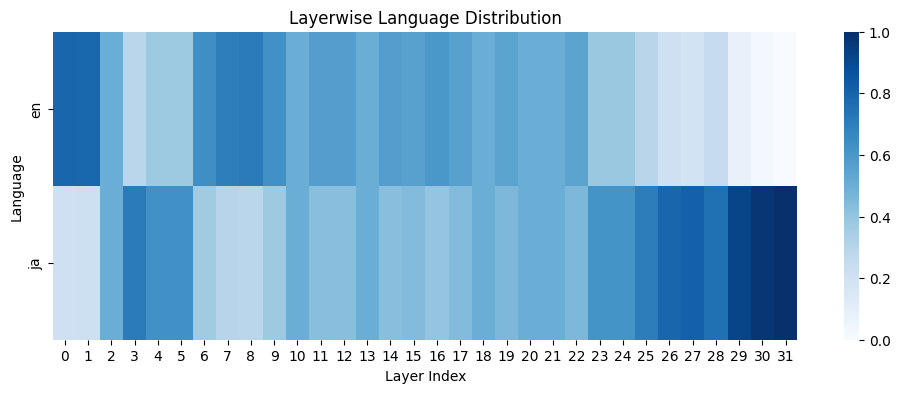 Layerwise Language Distribution
Language
en
ja
0 1 2 3 4 5 6 7 8 9 10 11 12 13 14 15 16 17 18 19 20 21 22 23 24 25 26 27 28 29 30 31
Layer Index
1.0
0.8
0.6
0.4
0.2
0.0